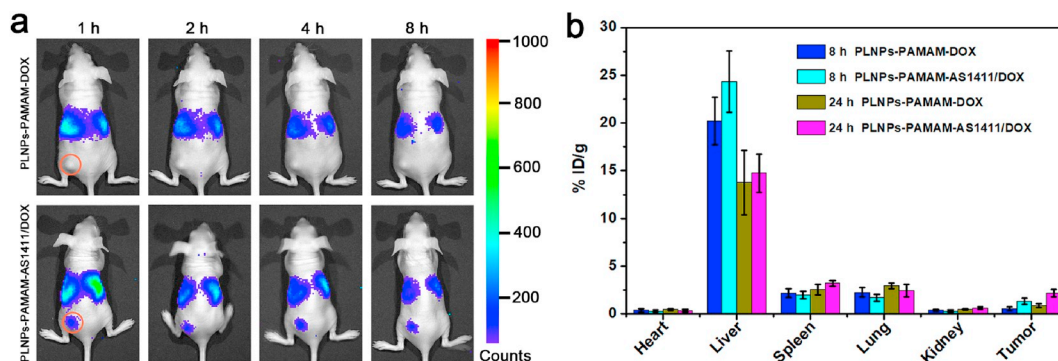 a
1 h 2 h 4 h 8 h
PLNPs-PAMAM-DOX
PLNPs-PAMAM-AS1411/DOX
1000
800
600
400
200
Counts
b
% ID/g
30
25
20
15
10
5
0
8 h PLNPs-PAMAM-DOX
8 h PLNPs-PAMAM-AS1411/DOX
24 h PLNPs-PAMAM-DOX
24 h PLNPs-PAMAM-AS1411/DOX
Heart Liver Spleen Lung Kidney Tumor